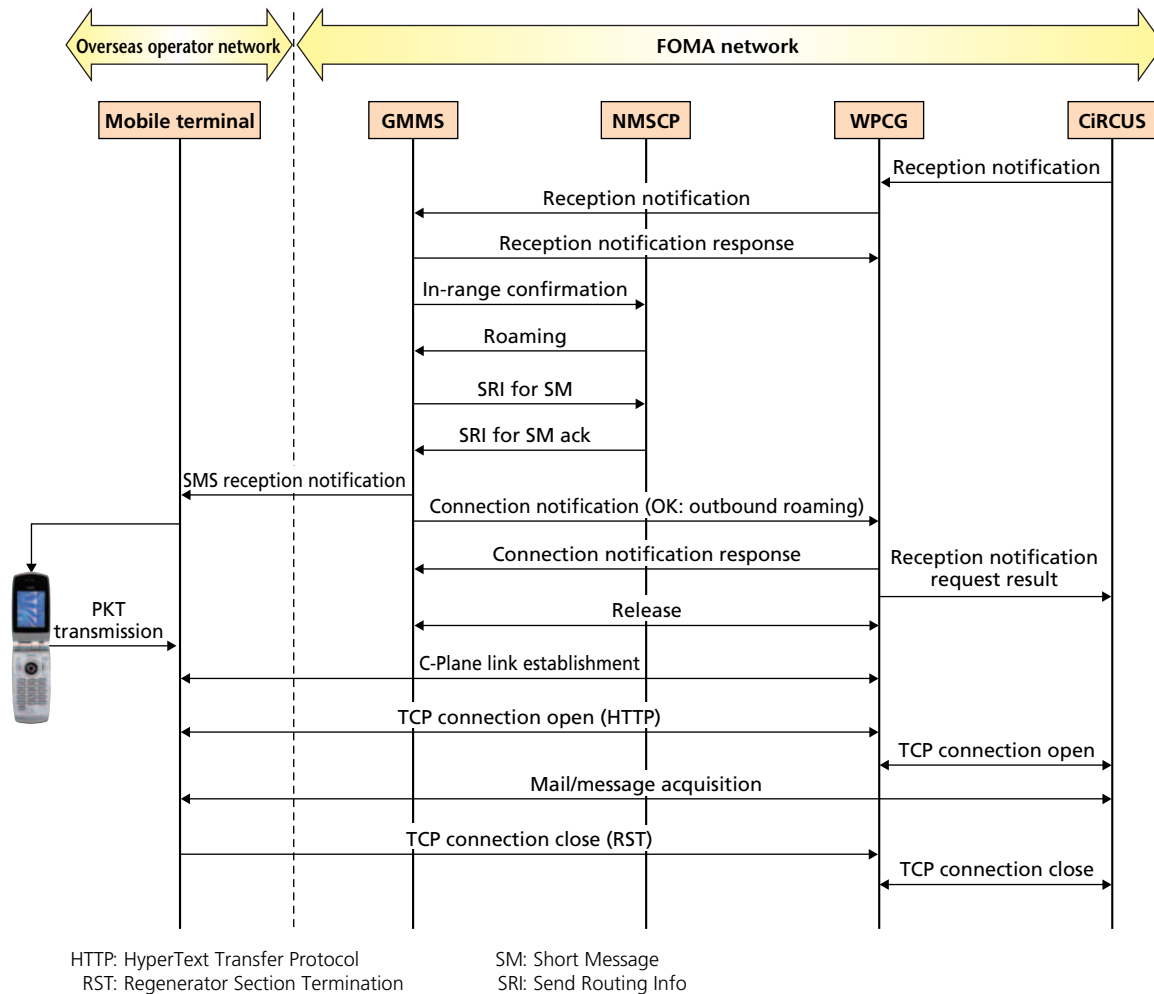 Overseas operator network
FOMA network
Mobile terminal
GMMS
NMSCP
WPCG
CiRCUS
Reception notification
Reception notification
Reception notification response
In-range confirmation
Roaming
SRI for SM
SRI for SM ack
SMS reception notification
Connection notification (OK: outbound roaming)
Connection notification response
Reception notification
request result
Release
PKT
transmission
C-Plane link establishment
TCP connection open (HTTP)
TCP connection open
Mail/message acquisition
TCP connection close (RST)
TCP connection close
HTTP: HyperText Transfer Protocol
SM: Short Message
RST: Regenerator Section Termination
SRI: Send Routing Info